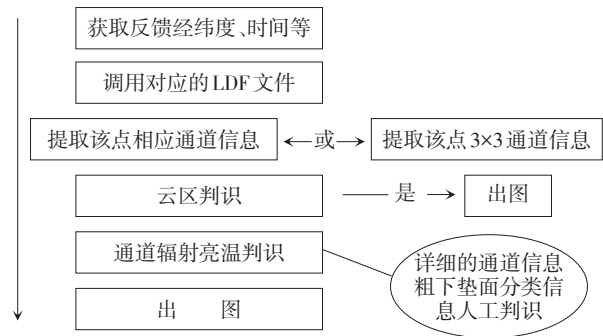 获取反馈经纬度、时间等
调用对应的LDF文件
提取该点相应通道信息 或 提取该点3×3通道信息
云区判识 是 出图
通道辐射亮温判识
详细的通道信息
粗下垫面分类信
息人工判识
出 图